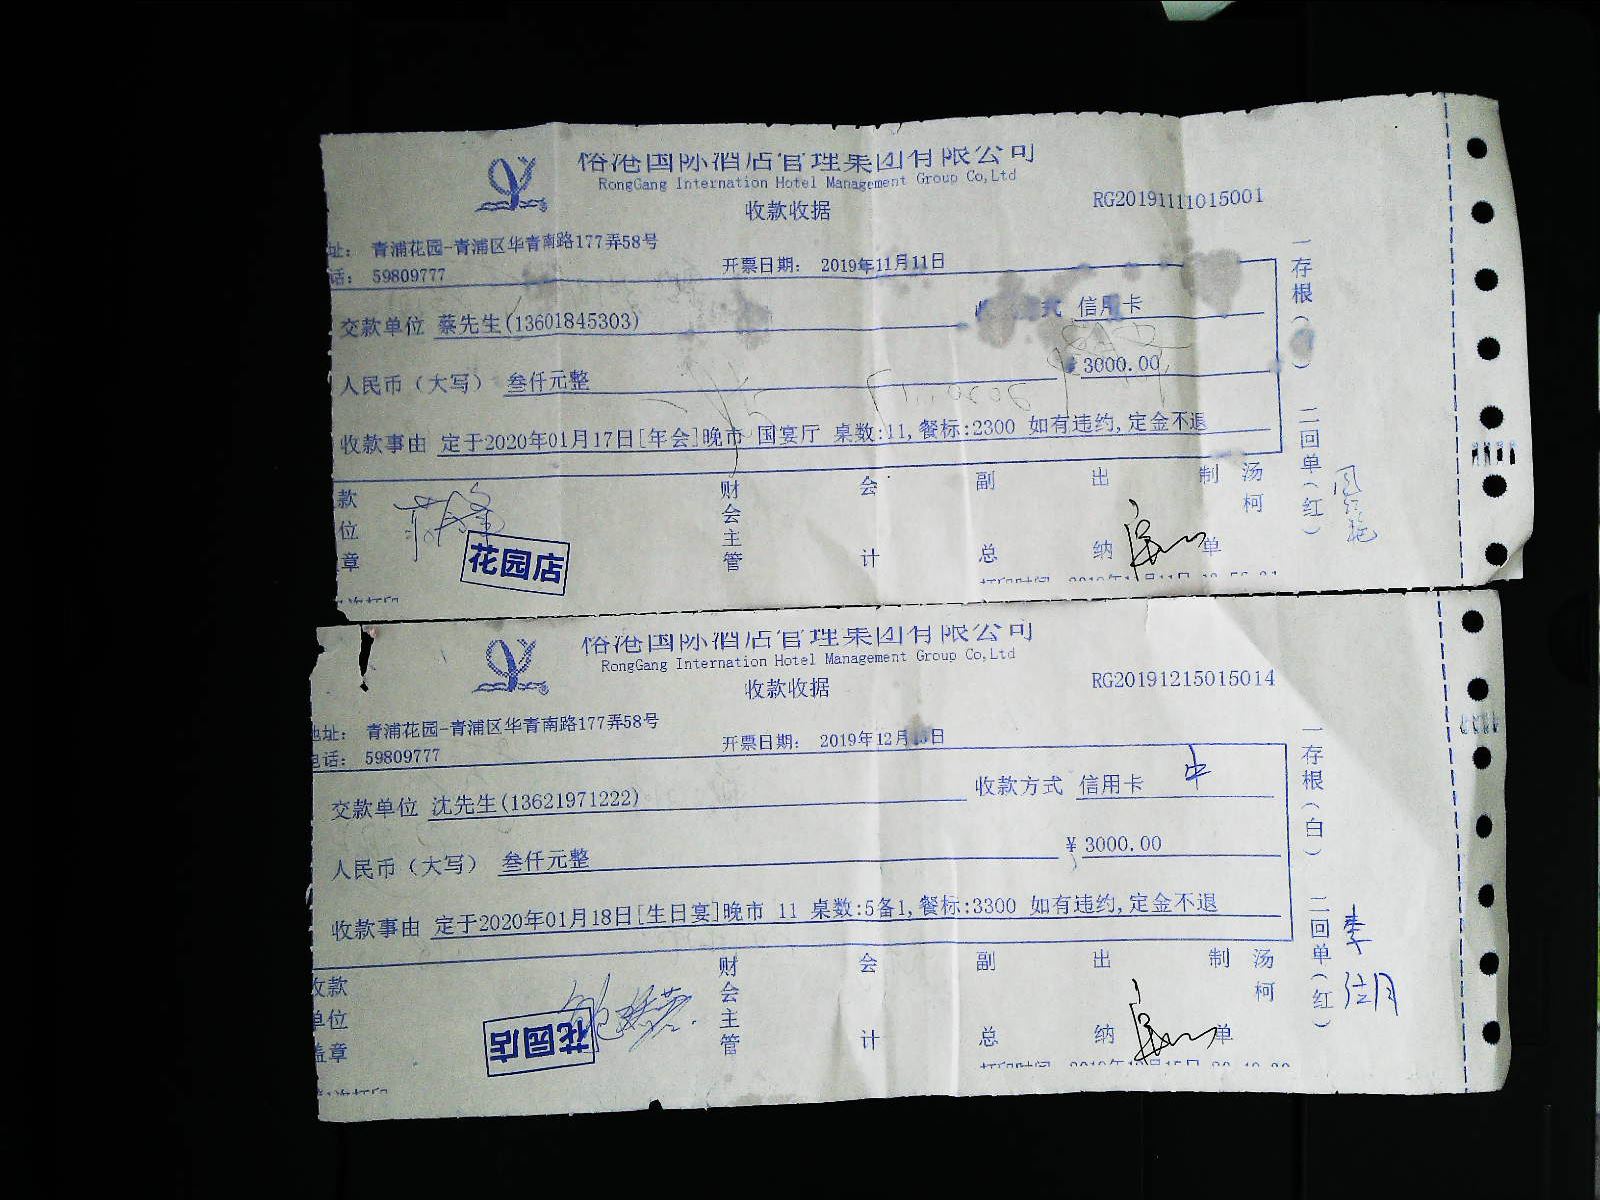 俗港国际酒店管理集团有限公司
RongGang Internation Hotel Management Group Co,Ltd
收款收据
RG20191111015001
址： 青浦花园-青浦区华青南路177弄58号
话： 59809777
开票日期： 2019年11月11日
交款单位 蔡先生(13601845303)
式 信用卡
人民币（大写） 叁仟元整
¥ 3000.00
收款事由 定于2020年01月17日[年会]晚市 国宴厅 桌数:11,餐标:2300 如有违约,定金不退
一存根（ ） 二回单（红）
款位章
财会主管 会计 副总 出纳 制单 汤柯
花园店
俗港国际酒店管理集团有限公司
RongGang Internation Hotel Management Group Co,Ltd
收款收据
RG20191215015014
地址： 青浦花园-青浦区华青南路177弄58号
电话： 59809777
开票日期： 2019年12月 日
交款单位 沈先生(13621971222)
收款方式 信用卡
人民币（大写） 叁仟元整
¥ 3000.00
收款事由 定于2020年01月18日[生日宴]晚市 11 桌数:5备1,餐标:3300 如有违约,定金不退
一存根（白） 二回单（红）
收款单位盖章
财会主管 会计 副总 出纳 制单 汤柯
花园店